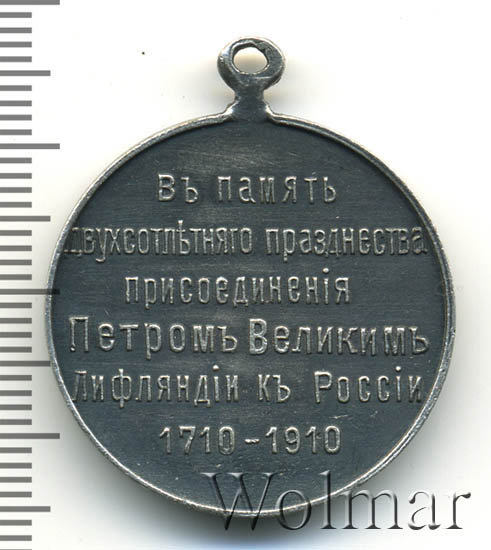 Въ память
двухсотлѣтняго празднества
присоединенія
Петромъ Великимъ
Лифляндіи къ Россіи
1710-1910
Wolmar